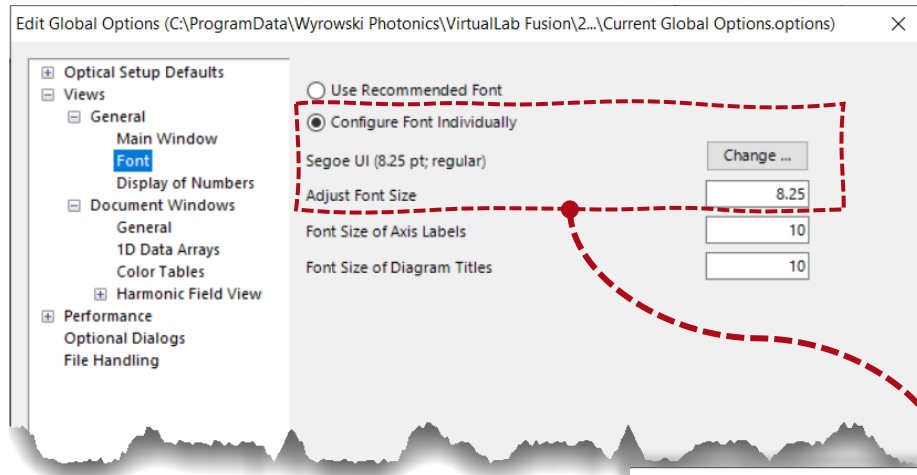 Edit Global Options (C:\ProgramData\Wyrowski Photonics\VirtualLab Fusion\2...\Current Global Options.options)
Optical Setup Defaults
Views
General
Main Window
Font
Display of Numbers
Document Windows
General
1D Data Arrays
Color Tables
Harmonic Field View
Performance
Optional Dialogs
File Handling
Use Recommended Font
Configure Font Individually
Segoe UI (8.25 pt; regular) Change ...
Adjust Font Size 8.25
Font Size of Axis Labels 10
Font Size of Diagram Titles 10